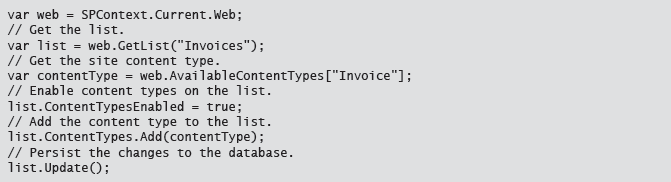 var web = SPContext.Current.Web;
// Get the list.
var list = web.GetList("Invoices");
// Get the site content type.
var contentType = web.AvailableContentTypes["Invoice"];
// Enable content types on the list.
list.ContentTypesEnabled = true;
// Add the content type to the list.
list.ContentTypes.Add(contentType);
// Persist the changes to the database.
list.Update();